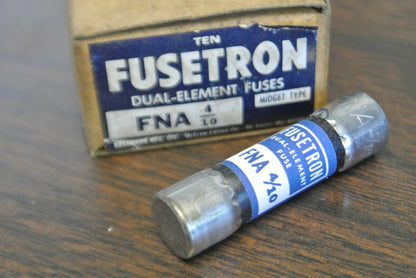 TEN
FUSETRON
DUAL-ELEMENT FUSES
FNA 4/10
MIDGET TYPE
FUSETRON
DUAL-ELEMENT
FUSE
FNA 4/10